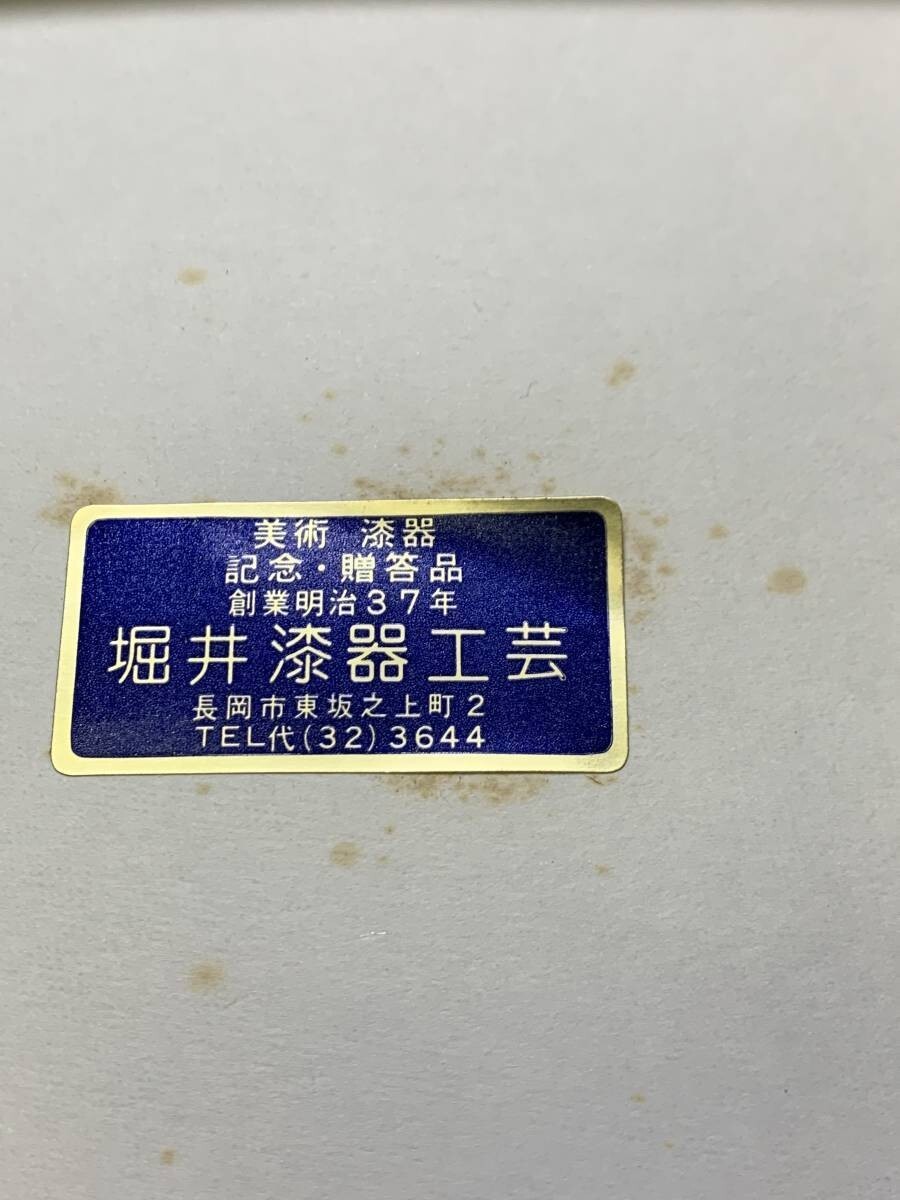 美術 漆器
記念・贈答品
創業明治37年
堀井漆器工芸
長岡市東坂之上町2
TEL代(32)3644